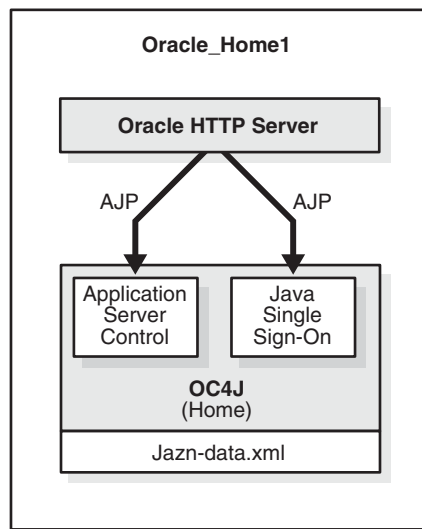 Oracle_Home1
Oracle HTTP Server
AJP
AJP
Application
Server
Control
Java
Single
Sign-On
OC4J
(Home)
Jazn-data.xml